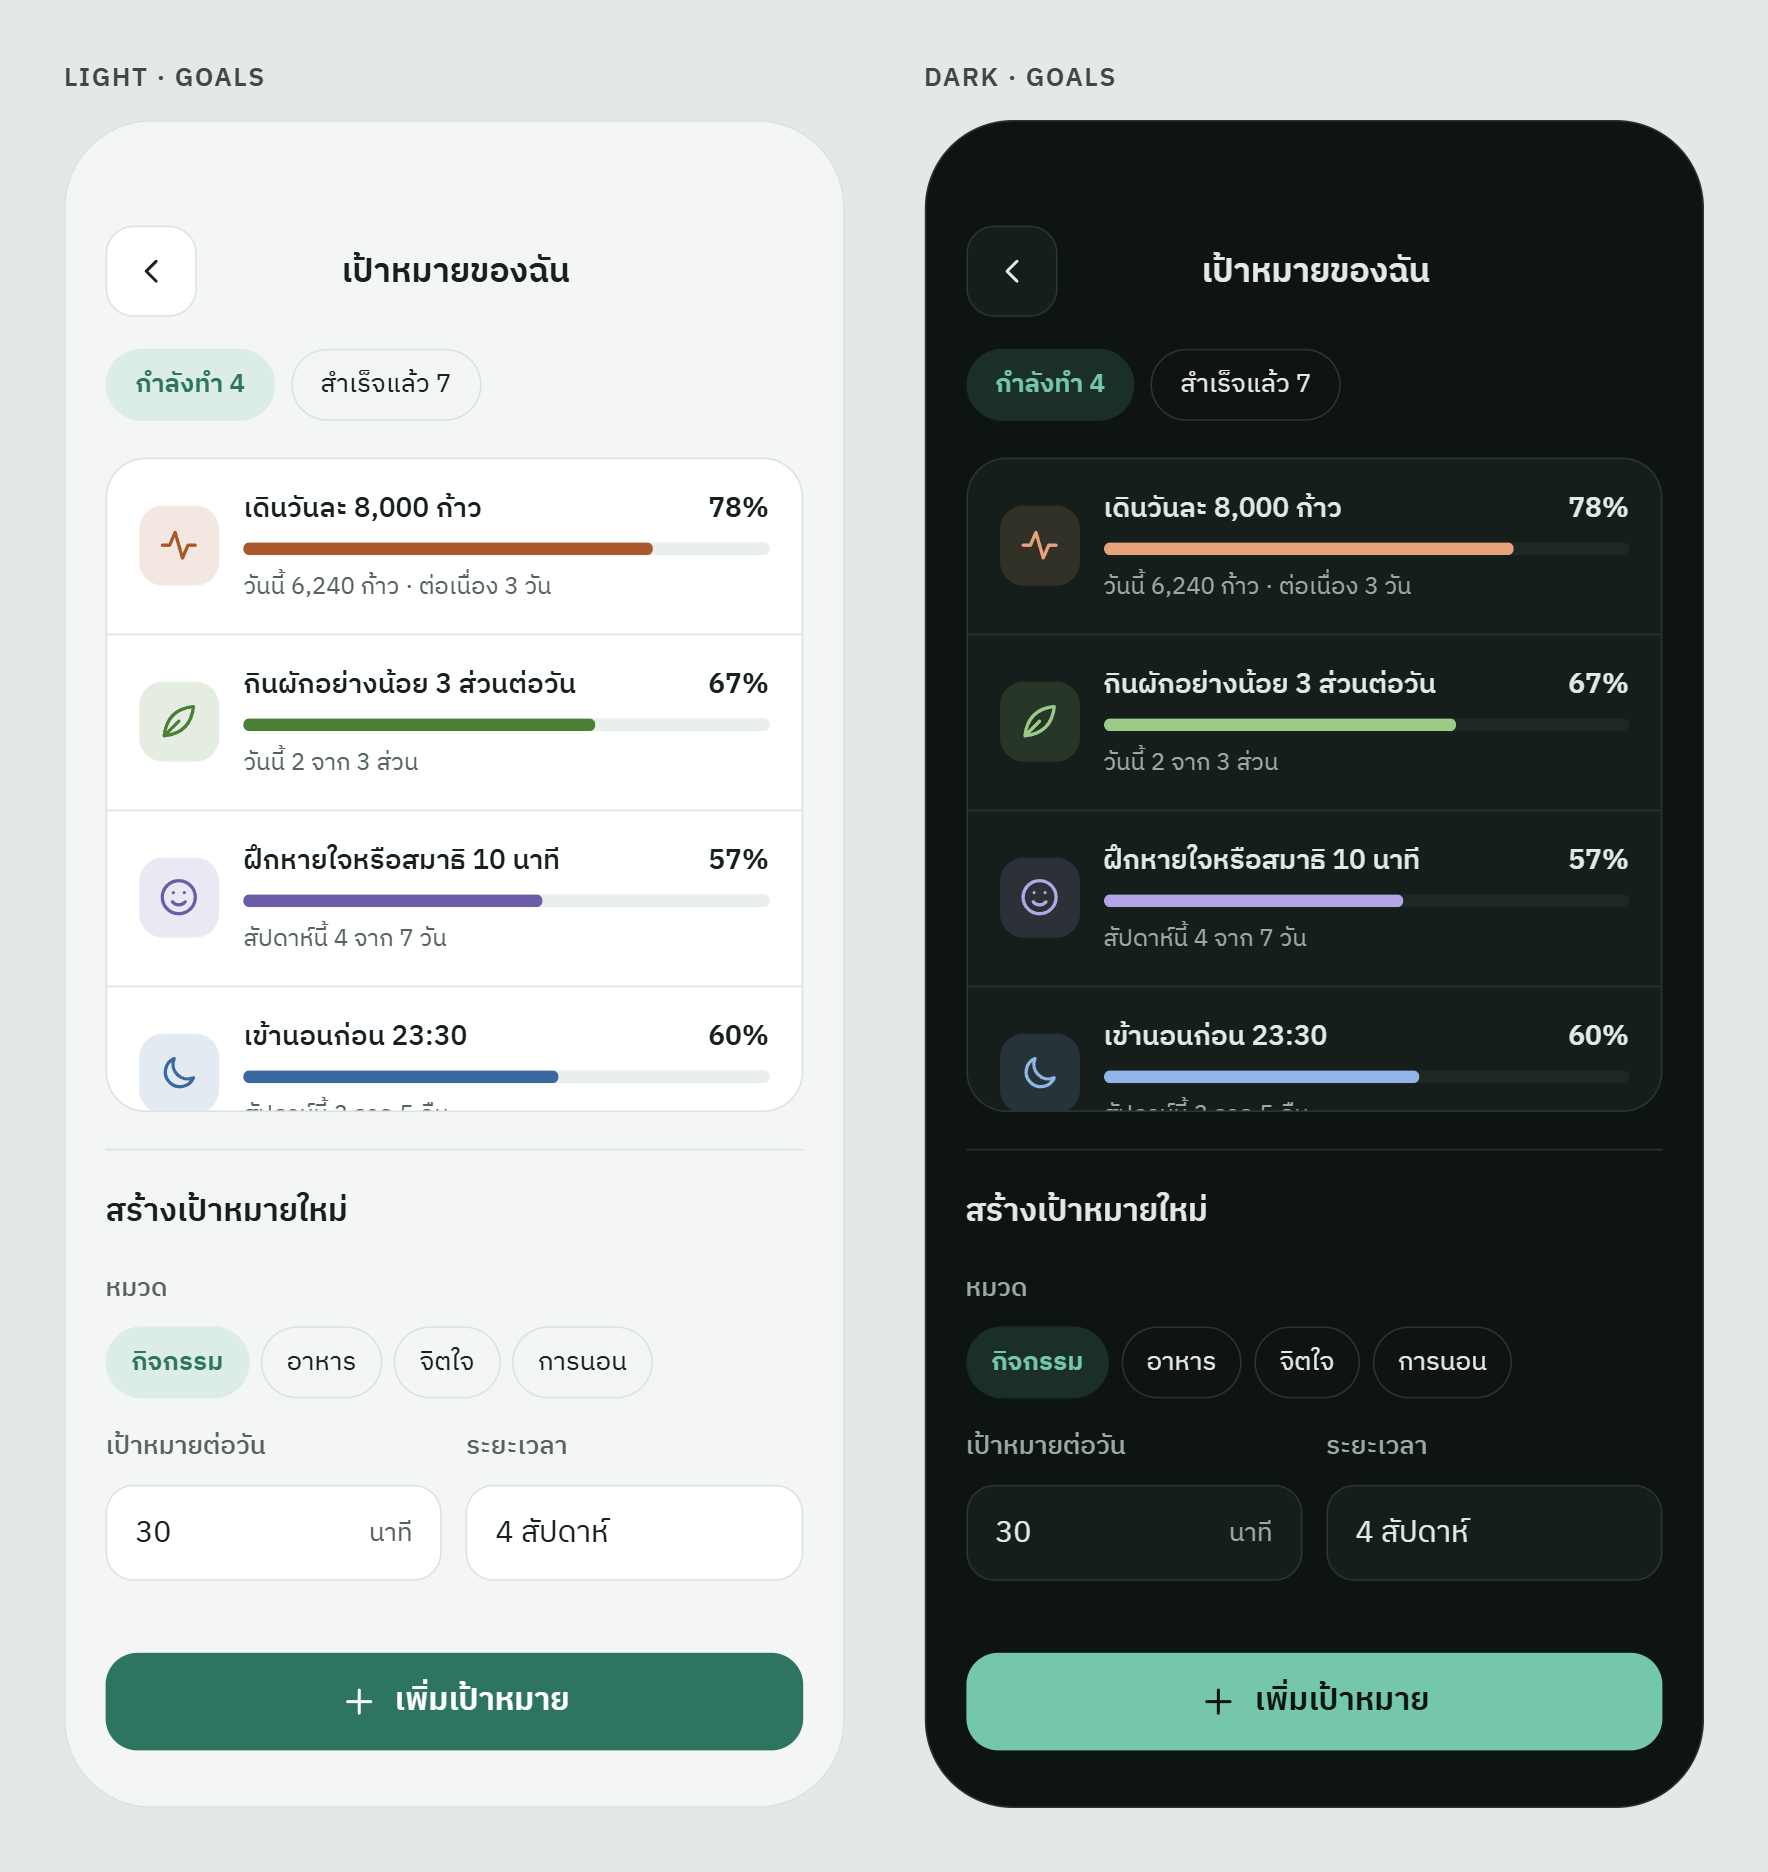 LIGHT · GOALS
เป้าหมายของฉัน
กำลังทำ 4
สำเร็จแล้ว 7
เดินวันละ 8,000 ก้าว
78%
วันนี้ 6,240 ก้าว · ต่อเนื่อง 3 วัน
กินผักอย่างน้อย 3 ส่วนต่อวัน
67%
วันนี้ 2 จาก 3 ส่วน
ฝึกหายใจหรือสมาธิ 10 นาที
57%
สัปดาห์นี้ 4 จาก 7 วัน
เข้านอนก่อน 23:30
60%
สร้างเป้าหมายใหม่
หมวด
กิจกรรม
อาหาร
จิตใจ
การนอน
เป้าหมายต่อวัน
ระยะเวลา
30
นาที
4 สัปดาห์
เพิ่มเป้าหมาย
DARK · GOALS
เป้าหมายของฉัน
กำลังทำ 4
สำเร็จแล้ว 7
เดินวันละ 8,000 ก้าว
78%
วันนี้ 6,240 ก้าว · ต่อเนื่อง 3 วัน
กินผักอย่างน้อย 3 ส่วนต่อวัน
67%
วันนี้ 2 จาก 3 ส่วน
ฝึกหายใจหรือสมาธิ 10 นาที
57%
สัปดาห์นี้ 4 จาก 7 วัน
เข้านอนก่อน 23:30
60%
สร้างเป้าหมายใหม่
หมวด
กิจกรรม
อาหาร
จิตใจ
การนอน
เป้าหมายต่อวัน
ระยะเวลา
30
นาที
4 สัปดาห์
เพิ่มเป้าหมาย